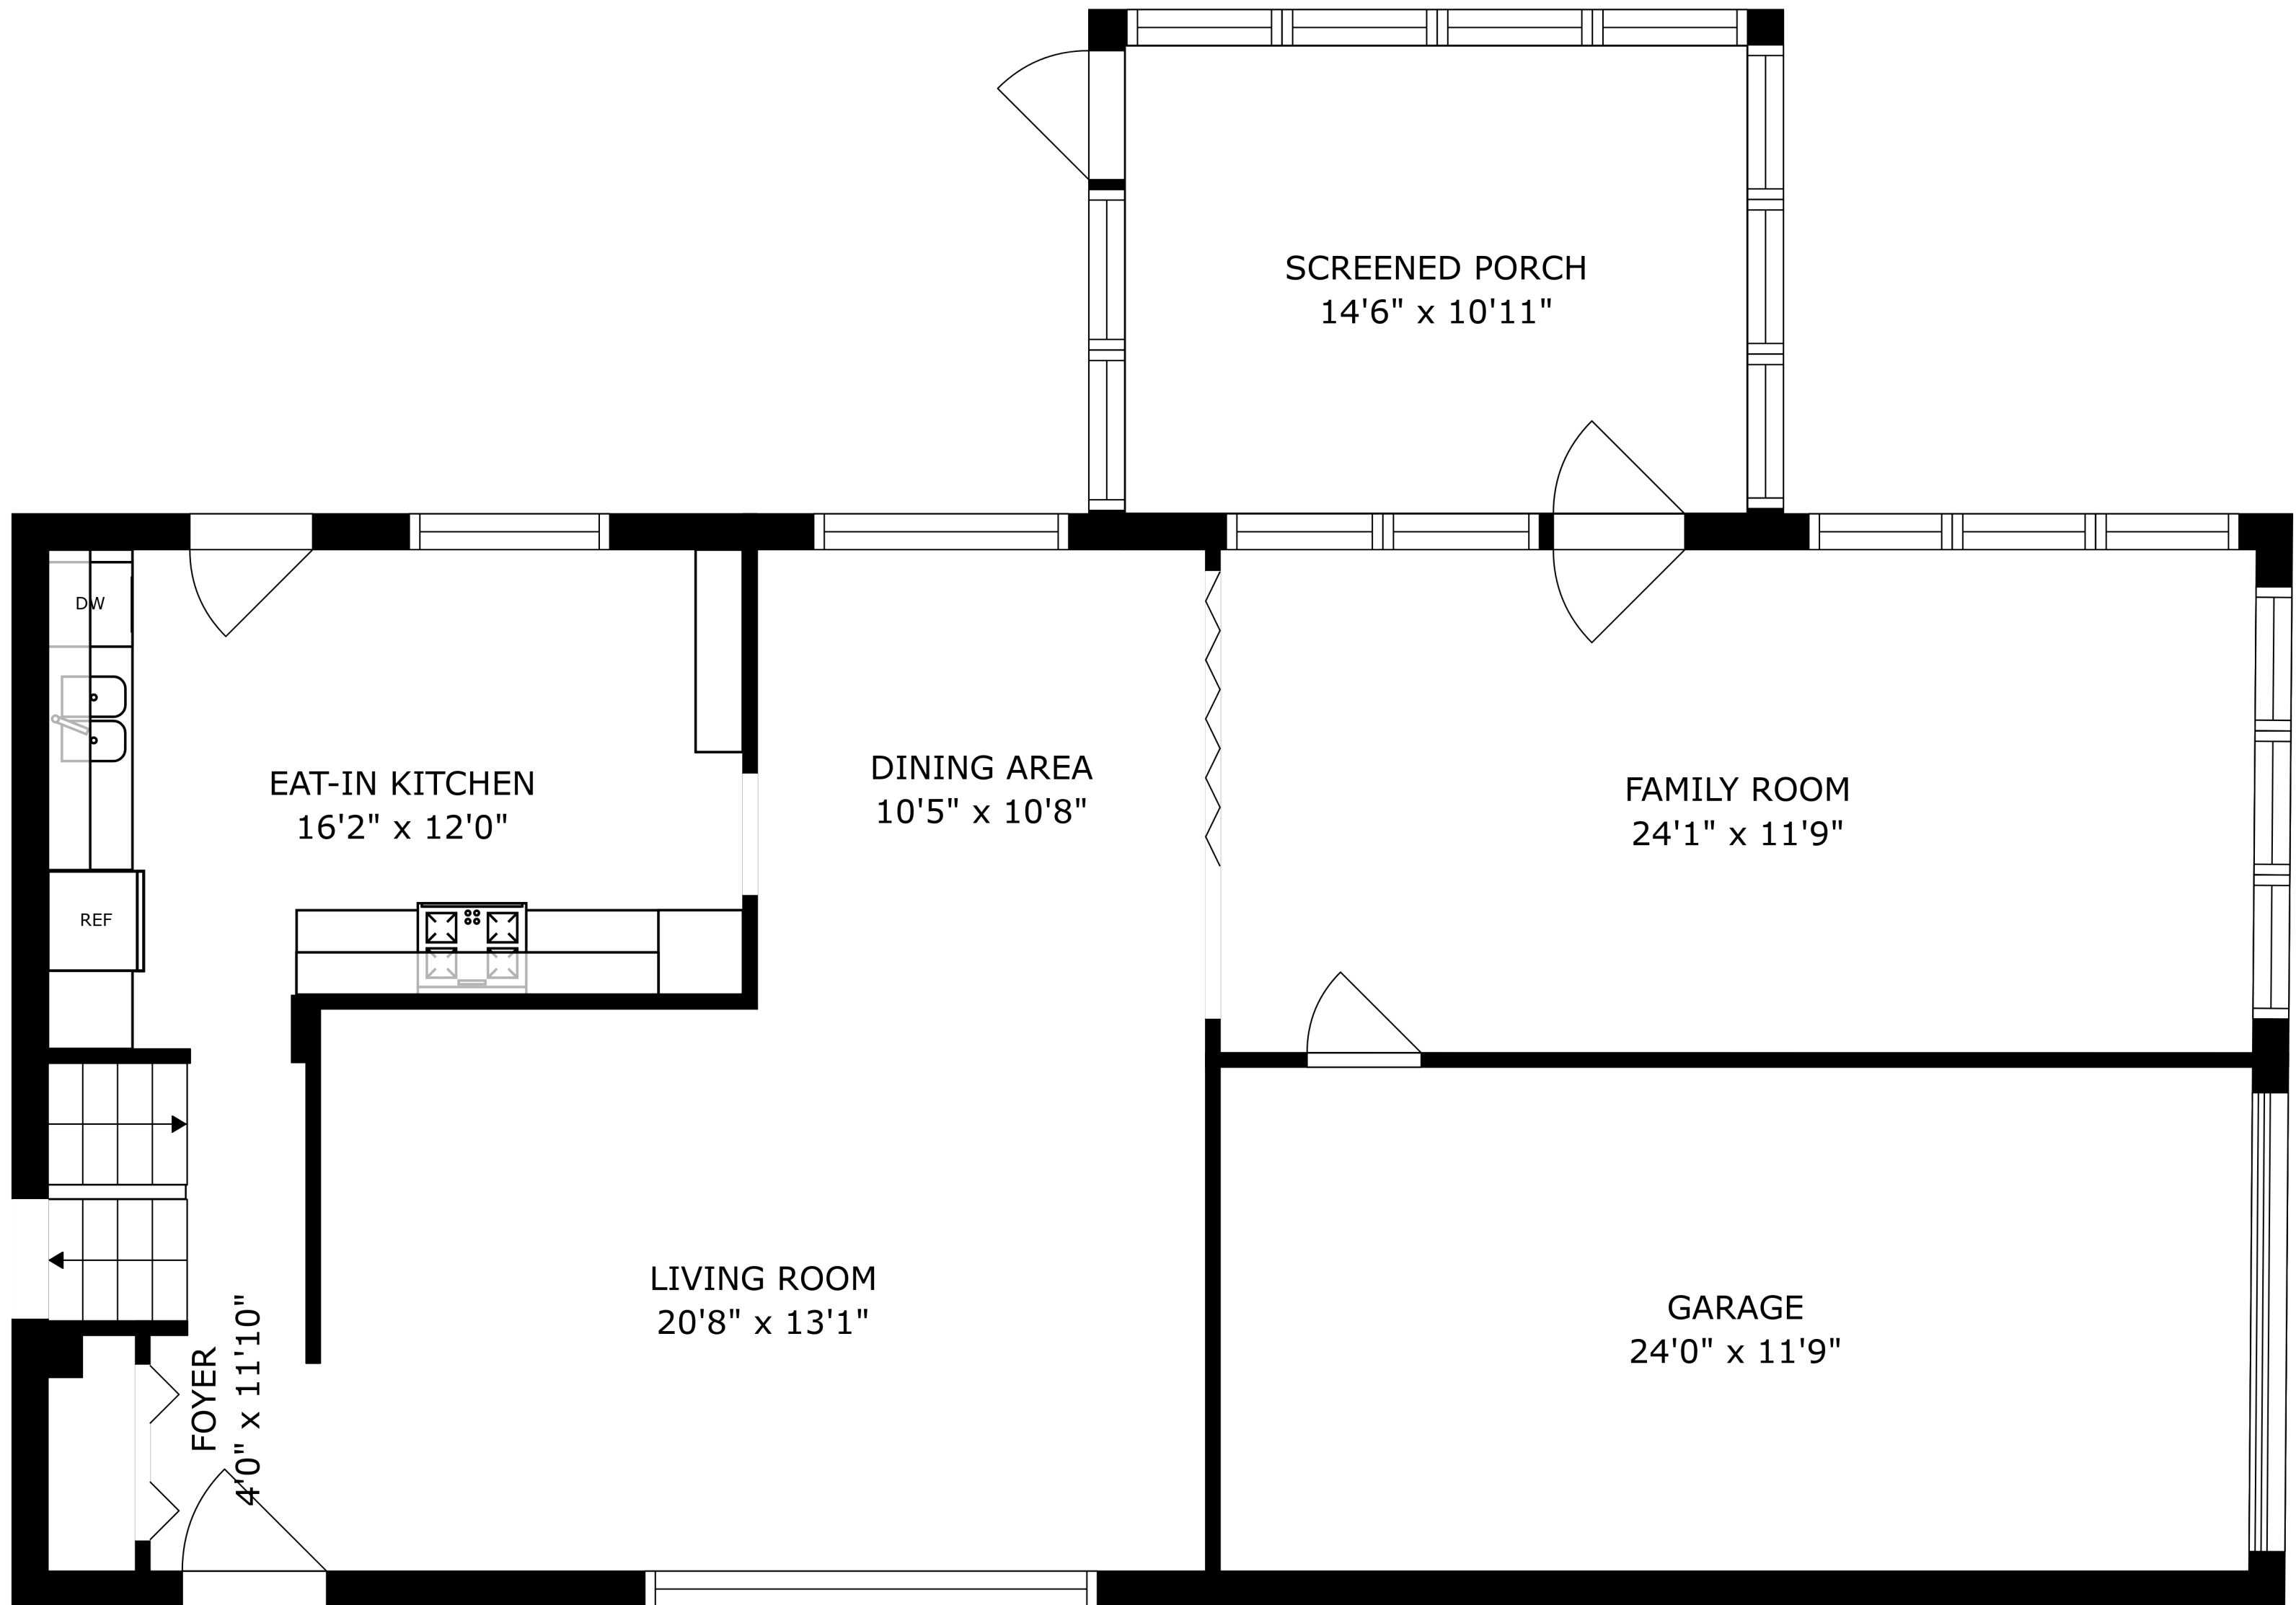 SCREENED PORCH
14'6" x 10'11"
DW
EAT-IN KITCHEN
16'2" x 12'0"
DINING AREA
10'5" x 10'8"
FAMILY ROOM
24'1" x 11'9"
REF
LIVING ROOM
20'8" x 13'1"
GARAGE
24'0" x 11'9"
FOYER
4'0" x 11'10"